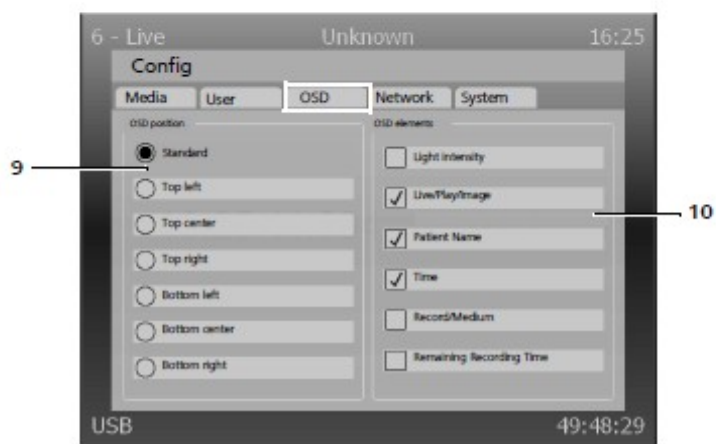 6 - Live Unknown 16:25
Config
Media User OSD Network System
OSD position
Standard
Top left
Top center
Top right
Bottom left
Bottom center
Bottom right
9
OSD elements
Light intensity
Live/Play/Image
Patient Name
Time
Record/Medium
Remaining Recording Time
10
USB 49:48:29